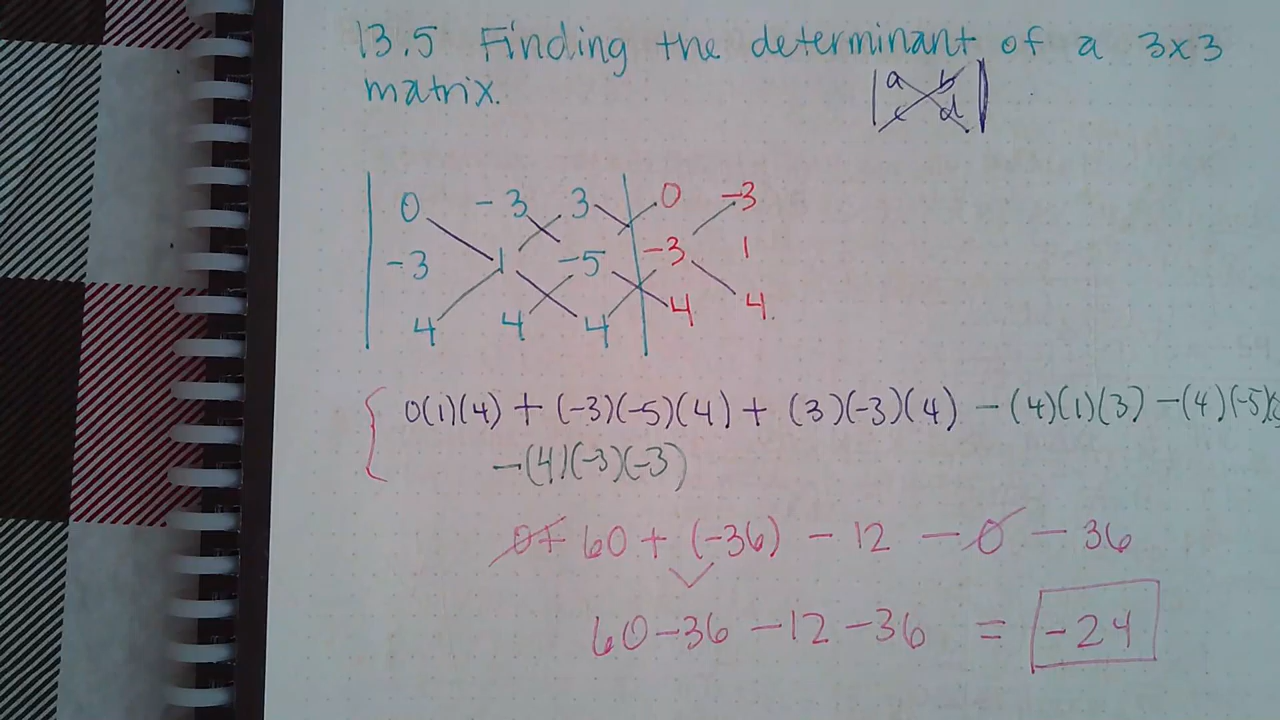 13.5 Finding the determinant of a 3x3
matrix.
|a b|
|c d|
0 -3 3 | 0 -3
-3 1 -5 | -3 1
4 4 4 | 4 4.
0(1)(4) + (-3)(-5)(4) + (3)(-3)(4) - (4)(1)(3) - (4)(-5)(
-(4)(-3)(-3)
0+ 60 + (-36) - 12 - 0 - 36
60 - 36 - 12 - 36 = -24